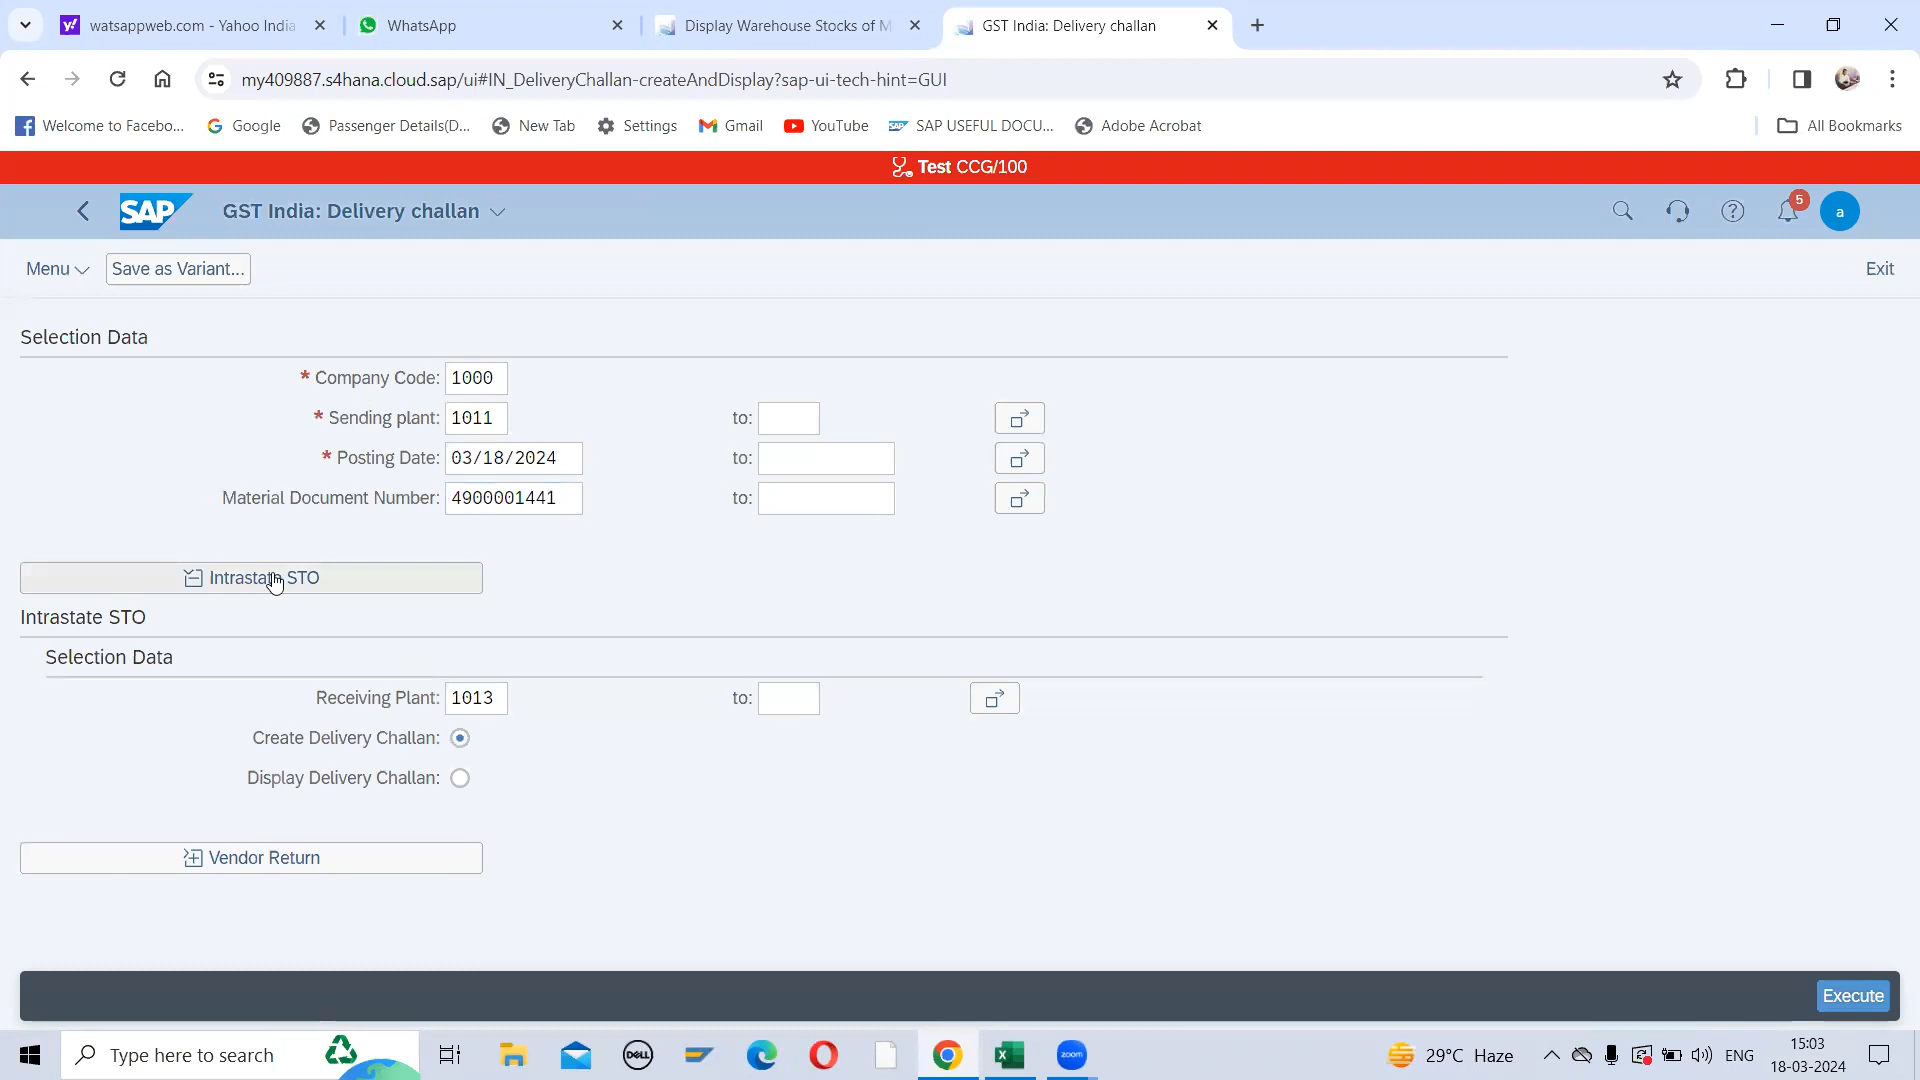 watsappweb.com - Yahoo India
WhatsApp
Display Warehouse Stocks of M
GST India: Delivery challan
my409887.s4hana.cloud.sap/ui#IN_DeliveryChallan-createAndDisplay?sap-ui-tech-hint=GUI
Welcome to Facebo...
Google
Passenger Details(D...
New Tab
Settings
Gmail
YouTube
SAP USEFUL DOCU...
Adobe Acrobat
All Bookmarks
Test CCG/100
SAP
GST India: Delivery challan
5
a
Menu
Save as Variant...
Exit
Selection Data
* Company Code: 1000
* Sending plant: 1011 to:
* Posting Date: 03/18/2024 to:
Material Document Number: 4900001441 to:
Intrastate STO
Intrastate STO
Selection Data
Receiving Plant: 1013 to:
Create Delivery Challan:
Display Delivery Challan:
Vendor Return
Execute
Type here to search
DELL
zoom
29°C Haze
ENG
15:03
18-03-2024